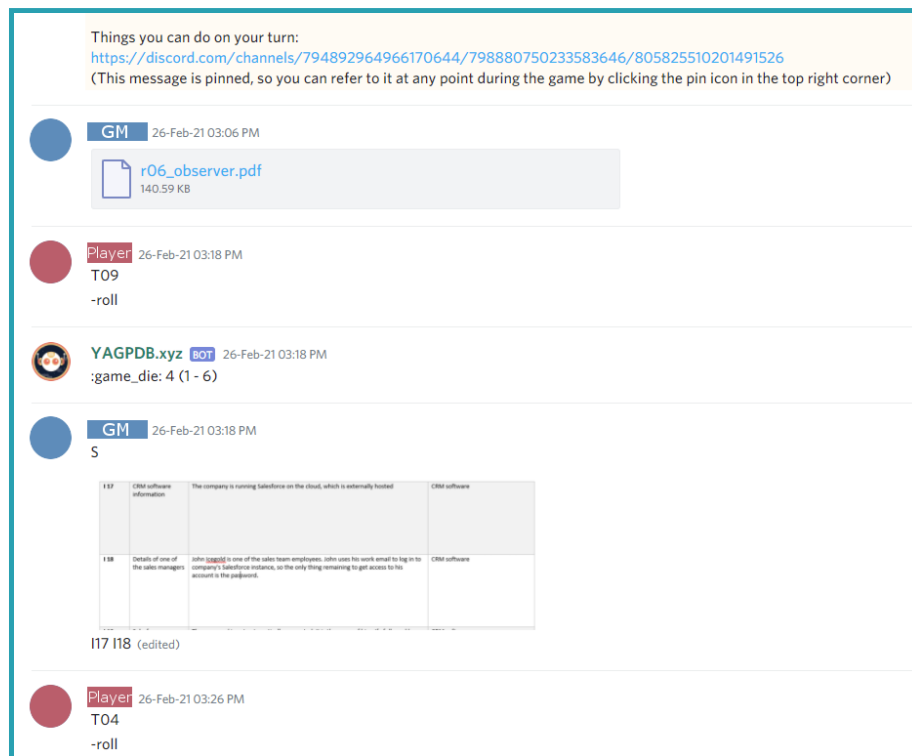 Things you can do on your turn:
https://discord.com/channels/794892964966170644/798880750233583646/805825510201491526
(This message is pinned, so you can refer to it at any point during the game by clicking the pin icon in the top right corner)
GM 26-Feb-21 03:06 PM
r06_observer.pdf
140.59 KB
Player 26-Feb-21 03:18 PM
T09
-roll
YAGPDB.xyz BOT 26-Feb-21 03:18 PM
:game_die: 4 (1 - 6)
GM 26-Feb-21 03:18 PM
S
I 57 CRM software The company is running Salesforce on the cloud, which is externally hosted CRM software
information
I 58 Details of one of John Icegold is one of the sales team employees. John uses his work email to log in to CRM software
the sales managers company's Salesforce instance, so the only thing remaining to get access to his
account is the password.
I17 I18 (edited)
Player 26-Feb-21 03:26 PM
T04
-roll